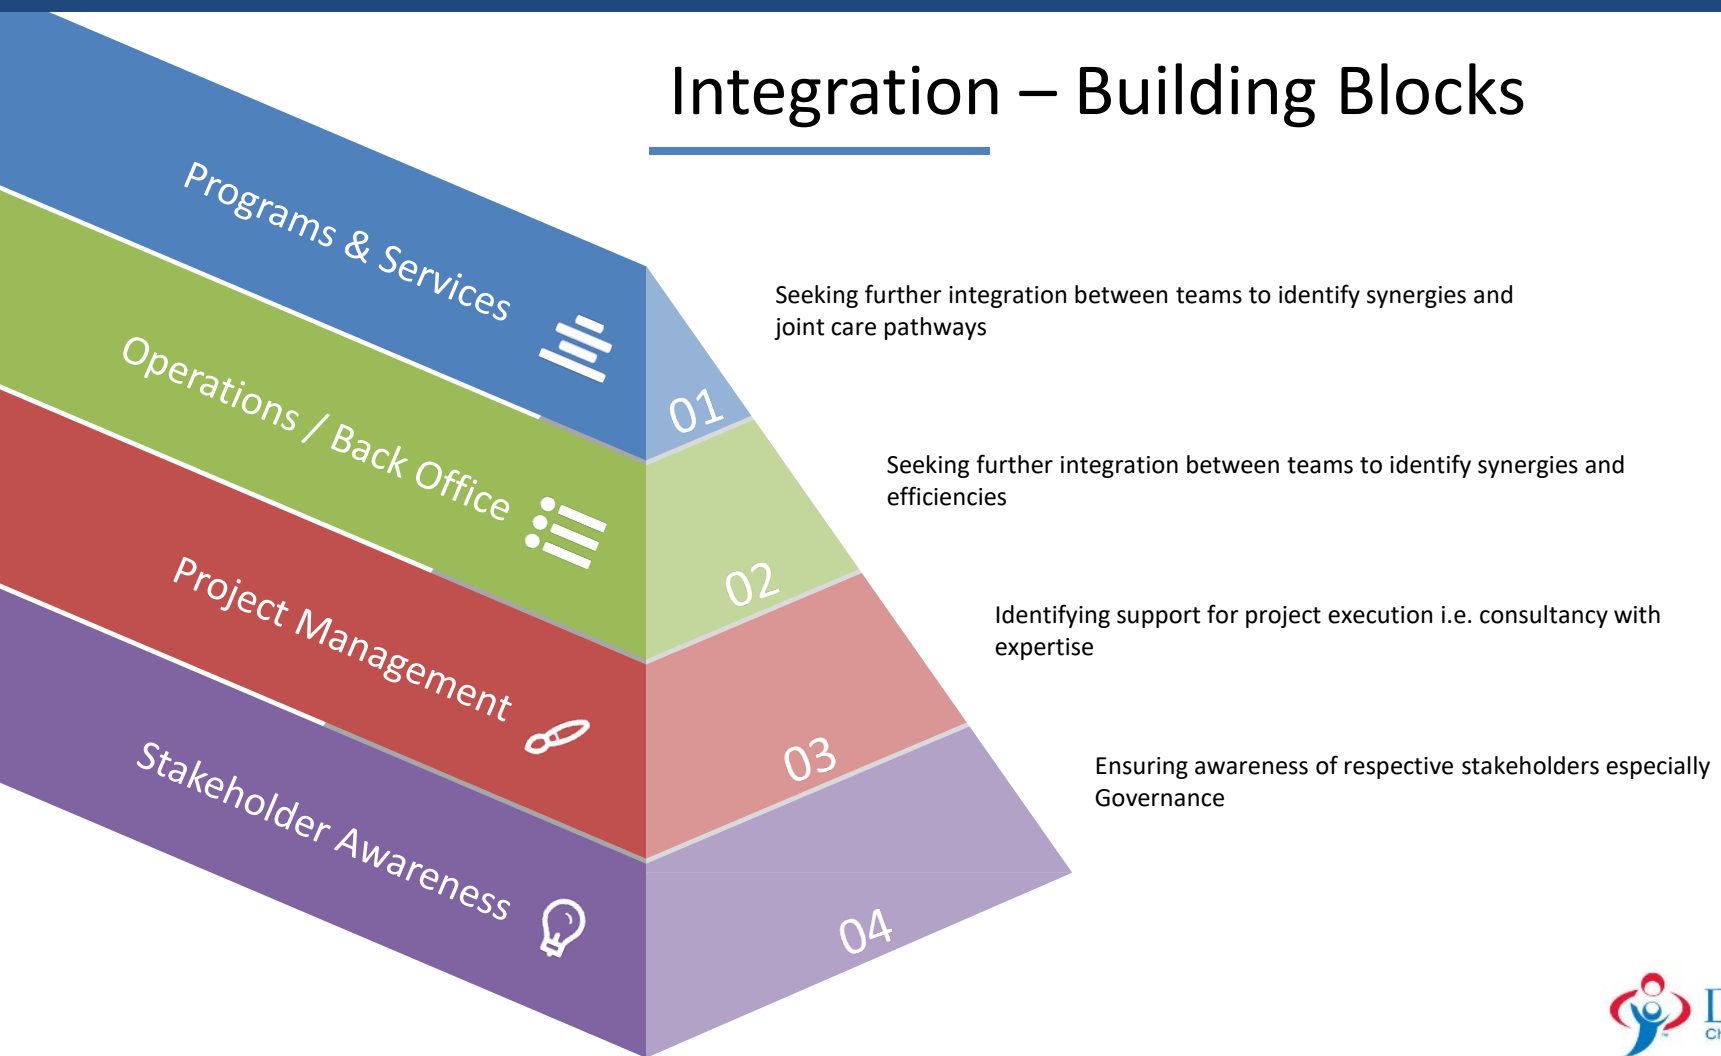 Integration – Building Blocks
Programs & Services
01
Seeking further integration between teams to identify synergies and
joint care pathways
Operations / Back Office
02
Seeking further integration between teams to identify synergies and
efficiencies
Project Management
03
Identifying support for project execution i.e. consultancy with
expertise
Stakeholder Awareness
04
Ensuring awareness of respective stakeholders especially
Governance